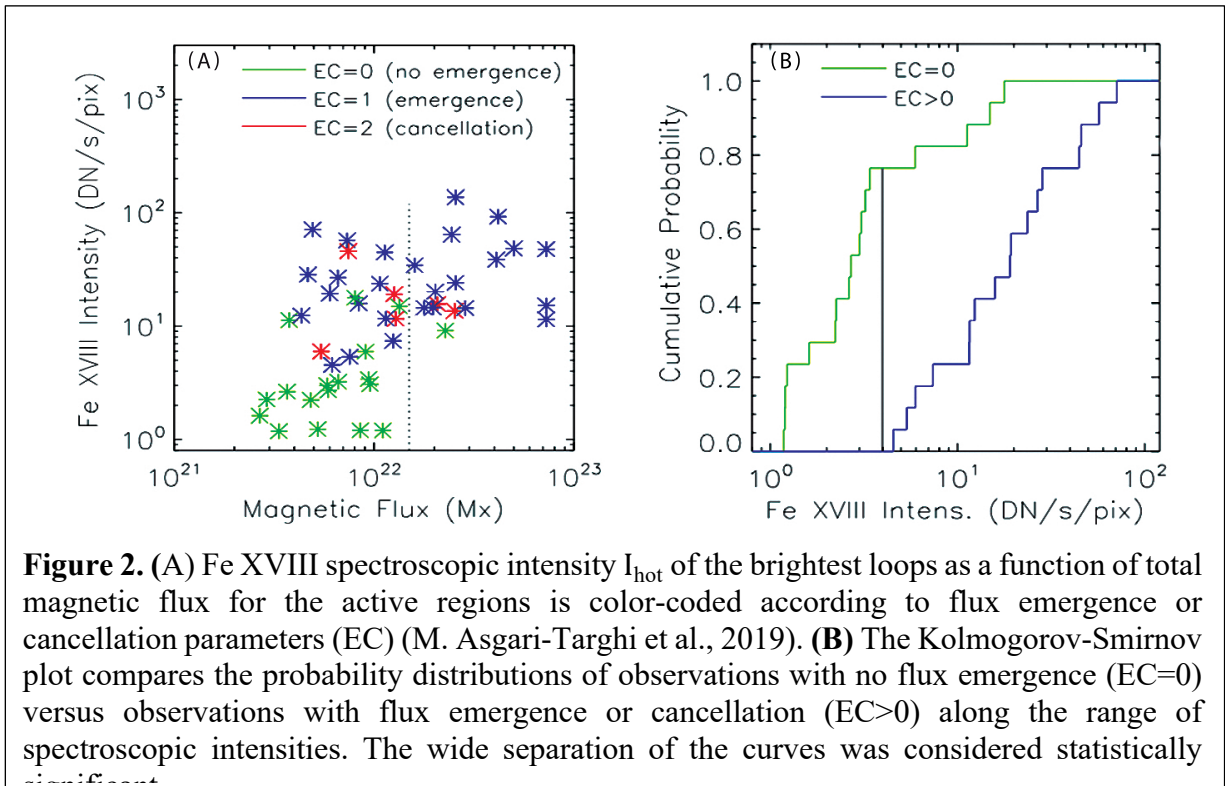 (A)
EC=0 (no emergence)
EC=1 (emergence)
EC=2 (cancellation)
Fe XVIII Intensity (DN/s/pix)
10³
10²
10¹
10⁰
10²¹ 10²² 10²³
Magnetic Flux (Mx)
(B)
EC=0
EC>0
Cumulative Probability
1.0
0.8
0.6
0.4
0.2
0.0
10⁰ 10¹ 10²
Fe XVIII Intens. (DN/s/pix)
Figure 2. (A) Fe XVIII spectroscopic intensity Ihot of the brightest loops as a function of total
magnetic flux for the active regions is color-coded according to flux emergence or
cancellation parameters (EC) (M. Asgari-Targhi et al., 2019). (B) The Kolmogorov-Smirnov
plot compares the probability distributions of observations with no flux emergence (EC=0)
versus observations with flux emergence or cancellation (EC>0) along the range of
spectroscopic intensities. The wide separation of the curves was considered statistically